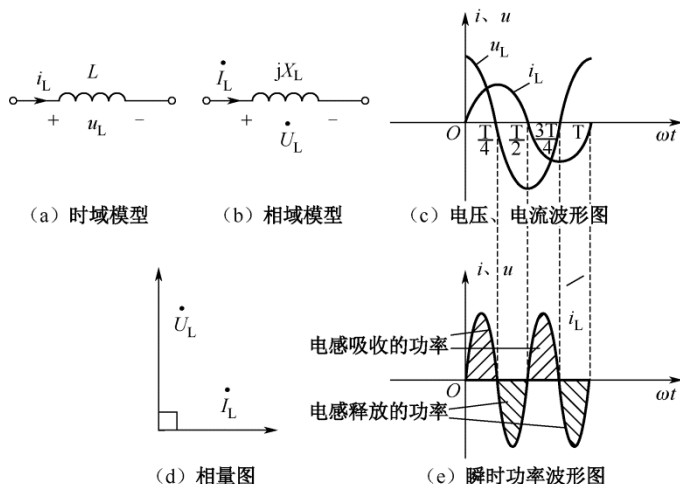 i_L
L
+ u_L −
(a) 时域模型
İ_L
jX_L
+ −
U̇_L
(b) 相域模型
i、u
u_L
i_L
O T/4 T/2 3T/4 T ωt
(c) 电压、电流波形图
U̇_L
İ_L
(d) 相量图
i、u
i_L
电感吸收的功率
O ωt
电感释放的功率
(e) 瞬时功率波形图